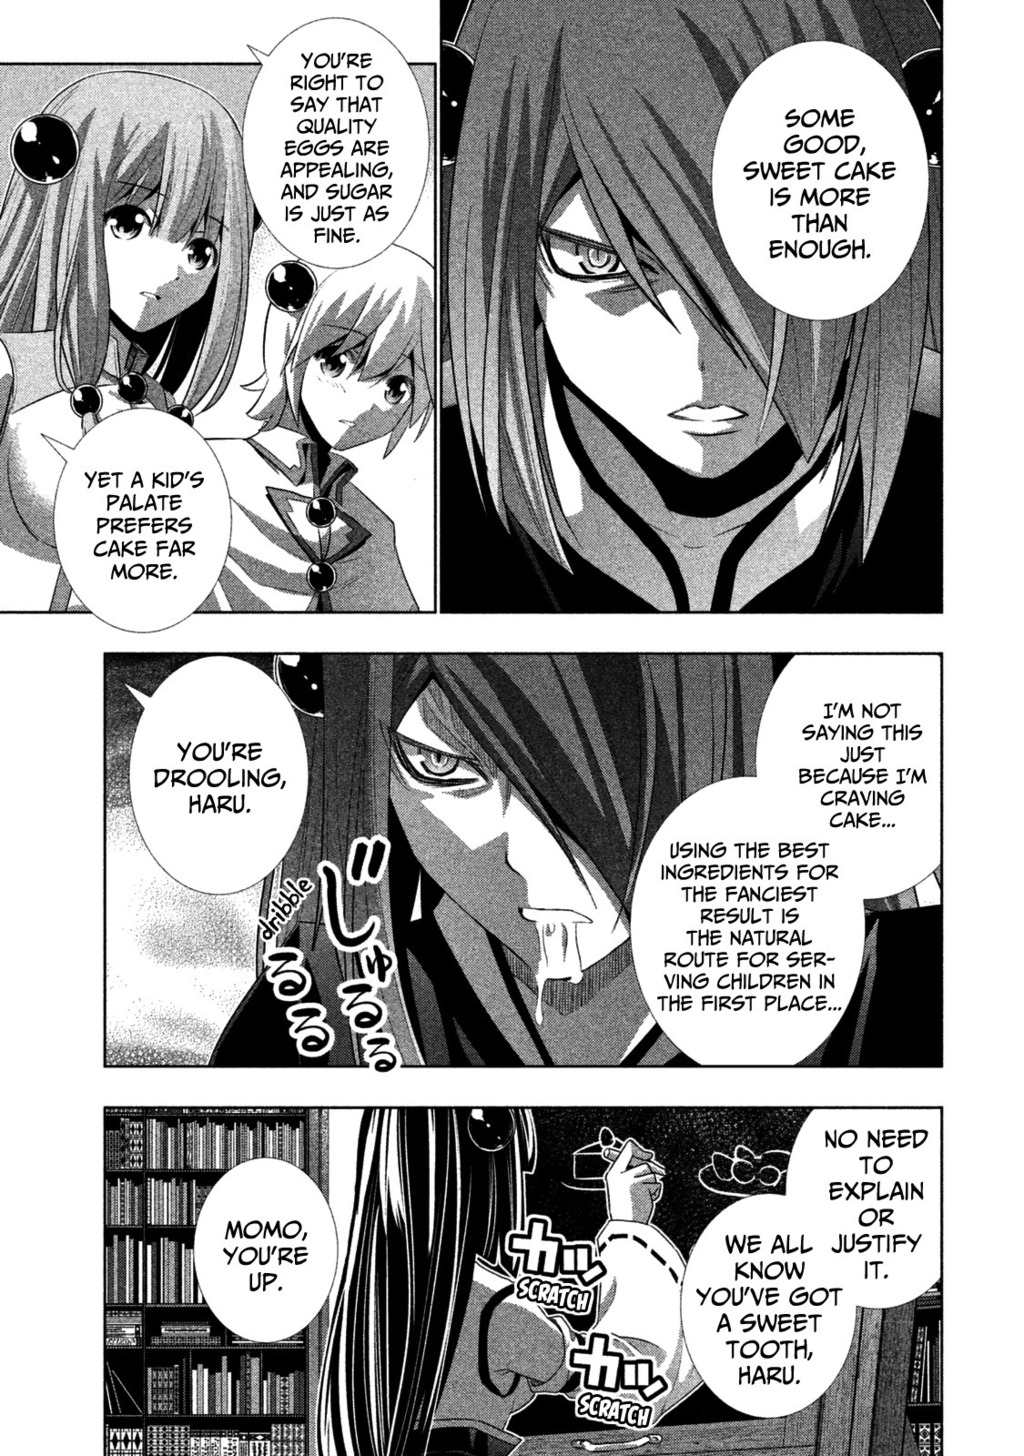 SOME
GOOD,
SWEET CAKE
IS MORE
THAN
ENOUGH.
YOU'RE
RIGHT TO
SAY THAT
QUALITY
EGGS ARE
APPEALING,
AND SUGAR
IS JUST AS
FINE.
YET A KID'S
PALATE
PREFERS
CAKE FAR
MORE.
I'M NOT
SAYING THIS
JUST
BECAUSE I'M
CRAVING
CAKE...
USING THE BEST
INGREDIENTS FOR
THE FANCIEST
RESULT IS
THE NATURAL
ROUTE FOR SER-
VING CHILDREN IN
THE FIRST PLACE...
YOU'RE
DROOLING,
HARU.
dribble
じゅるる
るる
NO NEED
TO
EXPLAIN
OR
JUSTIFY
IT.
WE ALL
KNOW
YOU'VE GOT
A SWEET
TOOTH,
HARU.
カッ
SCRATCH
カッ
SCRATCH
MOMO,
YOU'RE
UP.